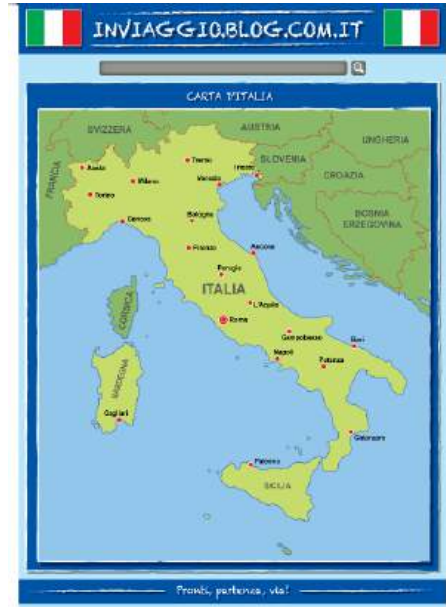 INVIAGGIO.BLOG.COM.IT
CARTA D'ITALIA
SVIZZERA
AUSTRIA
UNGHERIA
FRANCIA
SLOVENIA
CROAZIA
BOSNIA
ERZEGOVINA
Aosta
Trento
Trieste
Milano
Venezia
Torino
Genova
Bologna
Firenze
Ancona
Perugia
ITALIA
CORSICA
L'Aquila
Roma
Campobasso
Bari
Napoli
Potenza
SARDEGNA
Cagliari
Catanzaro
Palermo
SICILIA
Pronti, partenza, via!